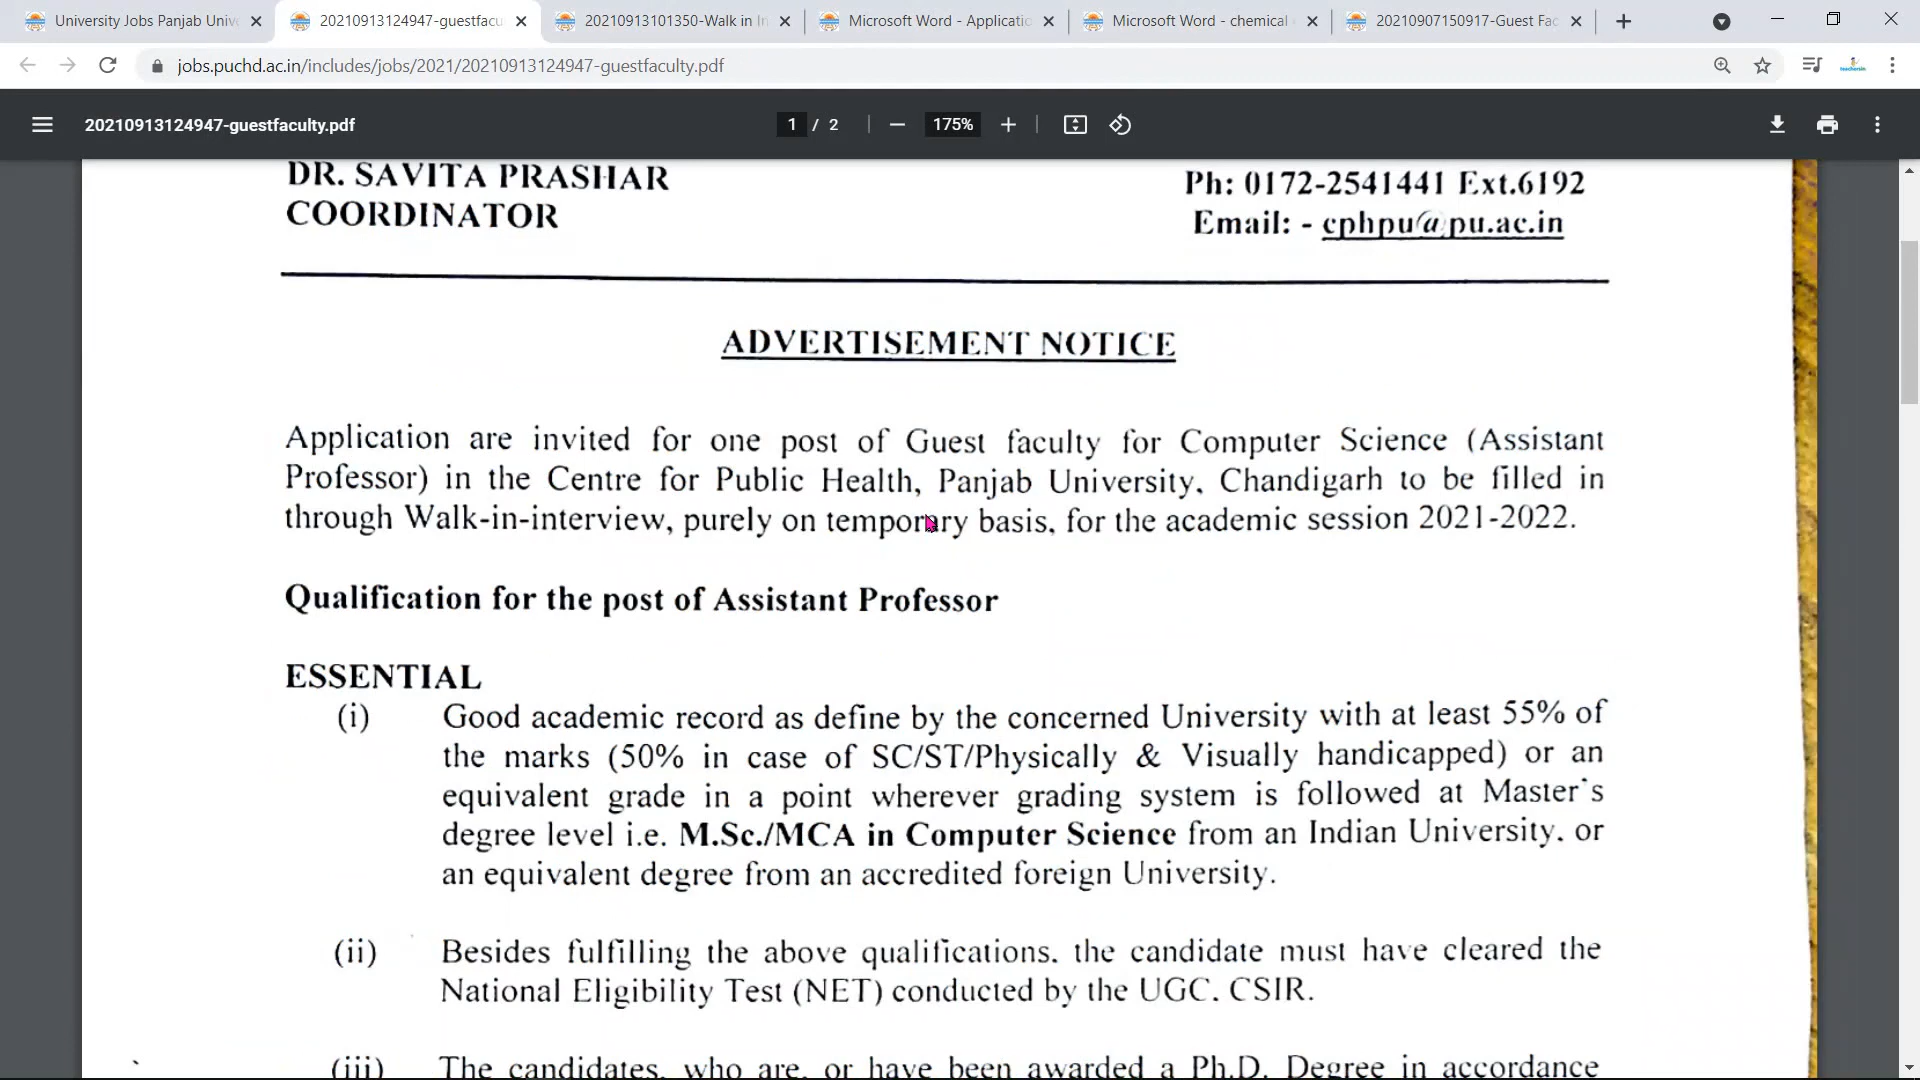 University Jobs Panjab Univ
20210913124947-guestfacu
20210913101350-Walk in In
Microsoft Word - Applicatio
Microsoft Word - chemical
20210907150917-Guest Fac
jobs.puchd.ac.in/includes/jobs/2021/20210913124947-guestfaculty.pdf
20210913124947-guestfaculty.pdf
1 / 2
175%
DR. SAVITA PRASHAR
COORDINATOR
Ph: 0172-2541441 Ext.6192
Email: - cphpu@pu.ac.in
ADVERTISEMENT NOTICE
Application are invited for one post of Guest faculty for Computer Science (Assistant
Professor) in the Centre for Public Health, Panjab University, Chandigarh to be filled in
through Walk-in-interview, purely on temporary basis, for the academic session 2021-2022.
Qualification for the post of Assistant Professor
ESSENTIAL
(i) Good academic record as define by the concerned University with at least 55% of
the marks (50% in case of SC/ST/Physically & Visually handicapped) or an
equivalent grade in a point wherever grading system is followed at Master's
degree level i.e. M.Sc./MCA in Computer Science from an Indian University, or
an equivalent degree from an accredited foreign University.
(ii) Besides fulfilling the above qualifications, the candidate must have cleared the
National Eligibility Test (NET) conducted by the UGC, CSIR.
(iii) The candidates, who are, or have been awarded a Ph.D. Degree in accordance